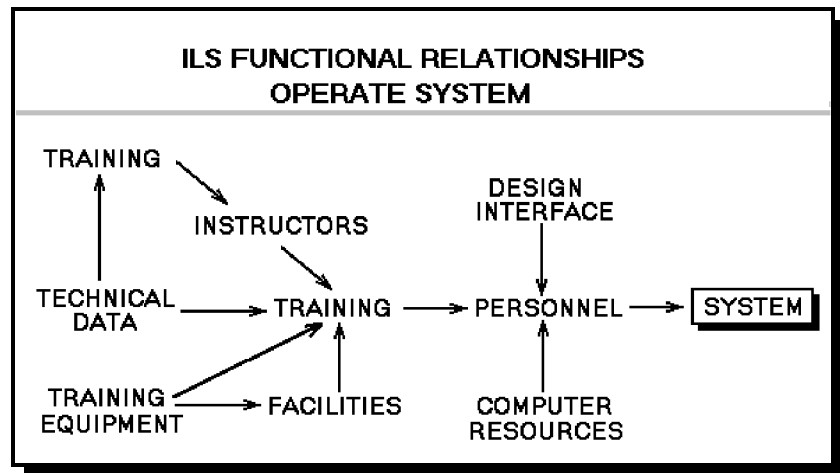 ILS FUNCTIONAL RELATIONSHIPS
OPERATE SYSTEM
TRAINING
INSTRUCTORS
DESIGN
INTERFACE
TECHNICAL
DATA
TRAINING
PERSONNEL
SYSTEM
TRAINING
EQUIPMENT
FACILITIES
COMPUTER
RESOURCES